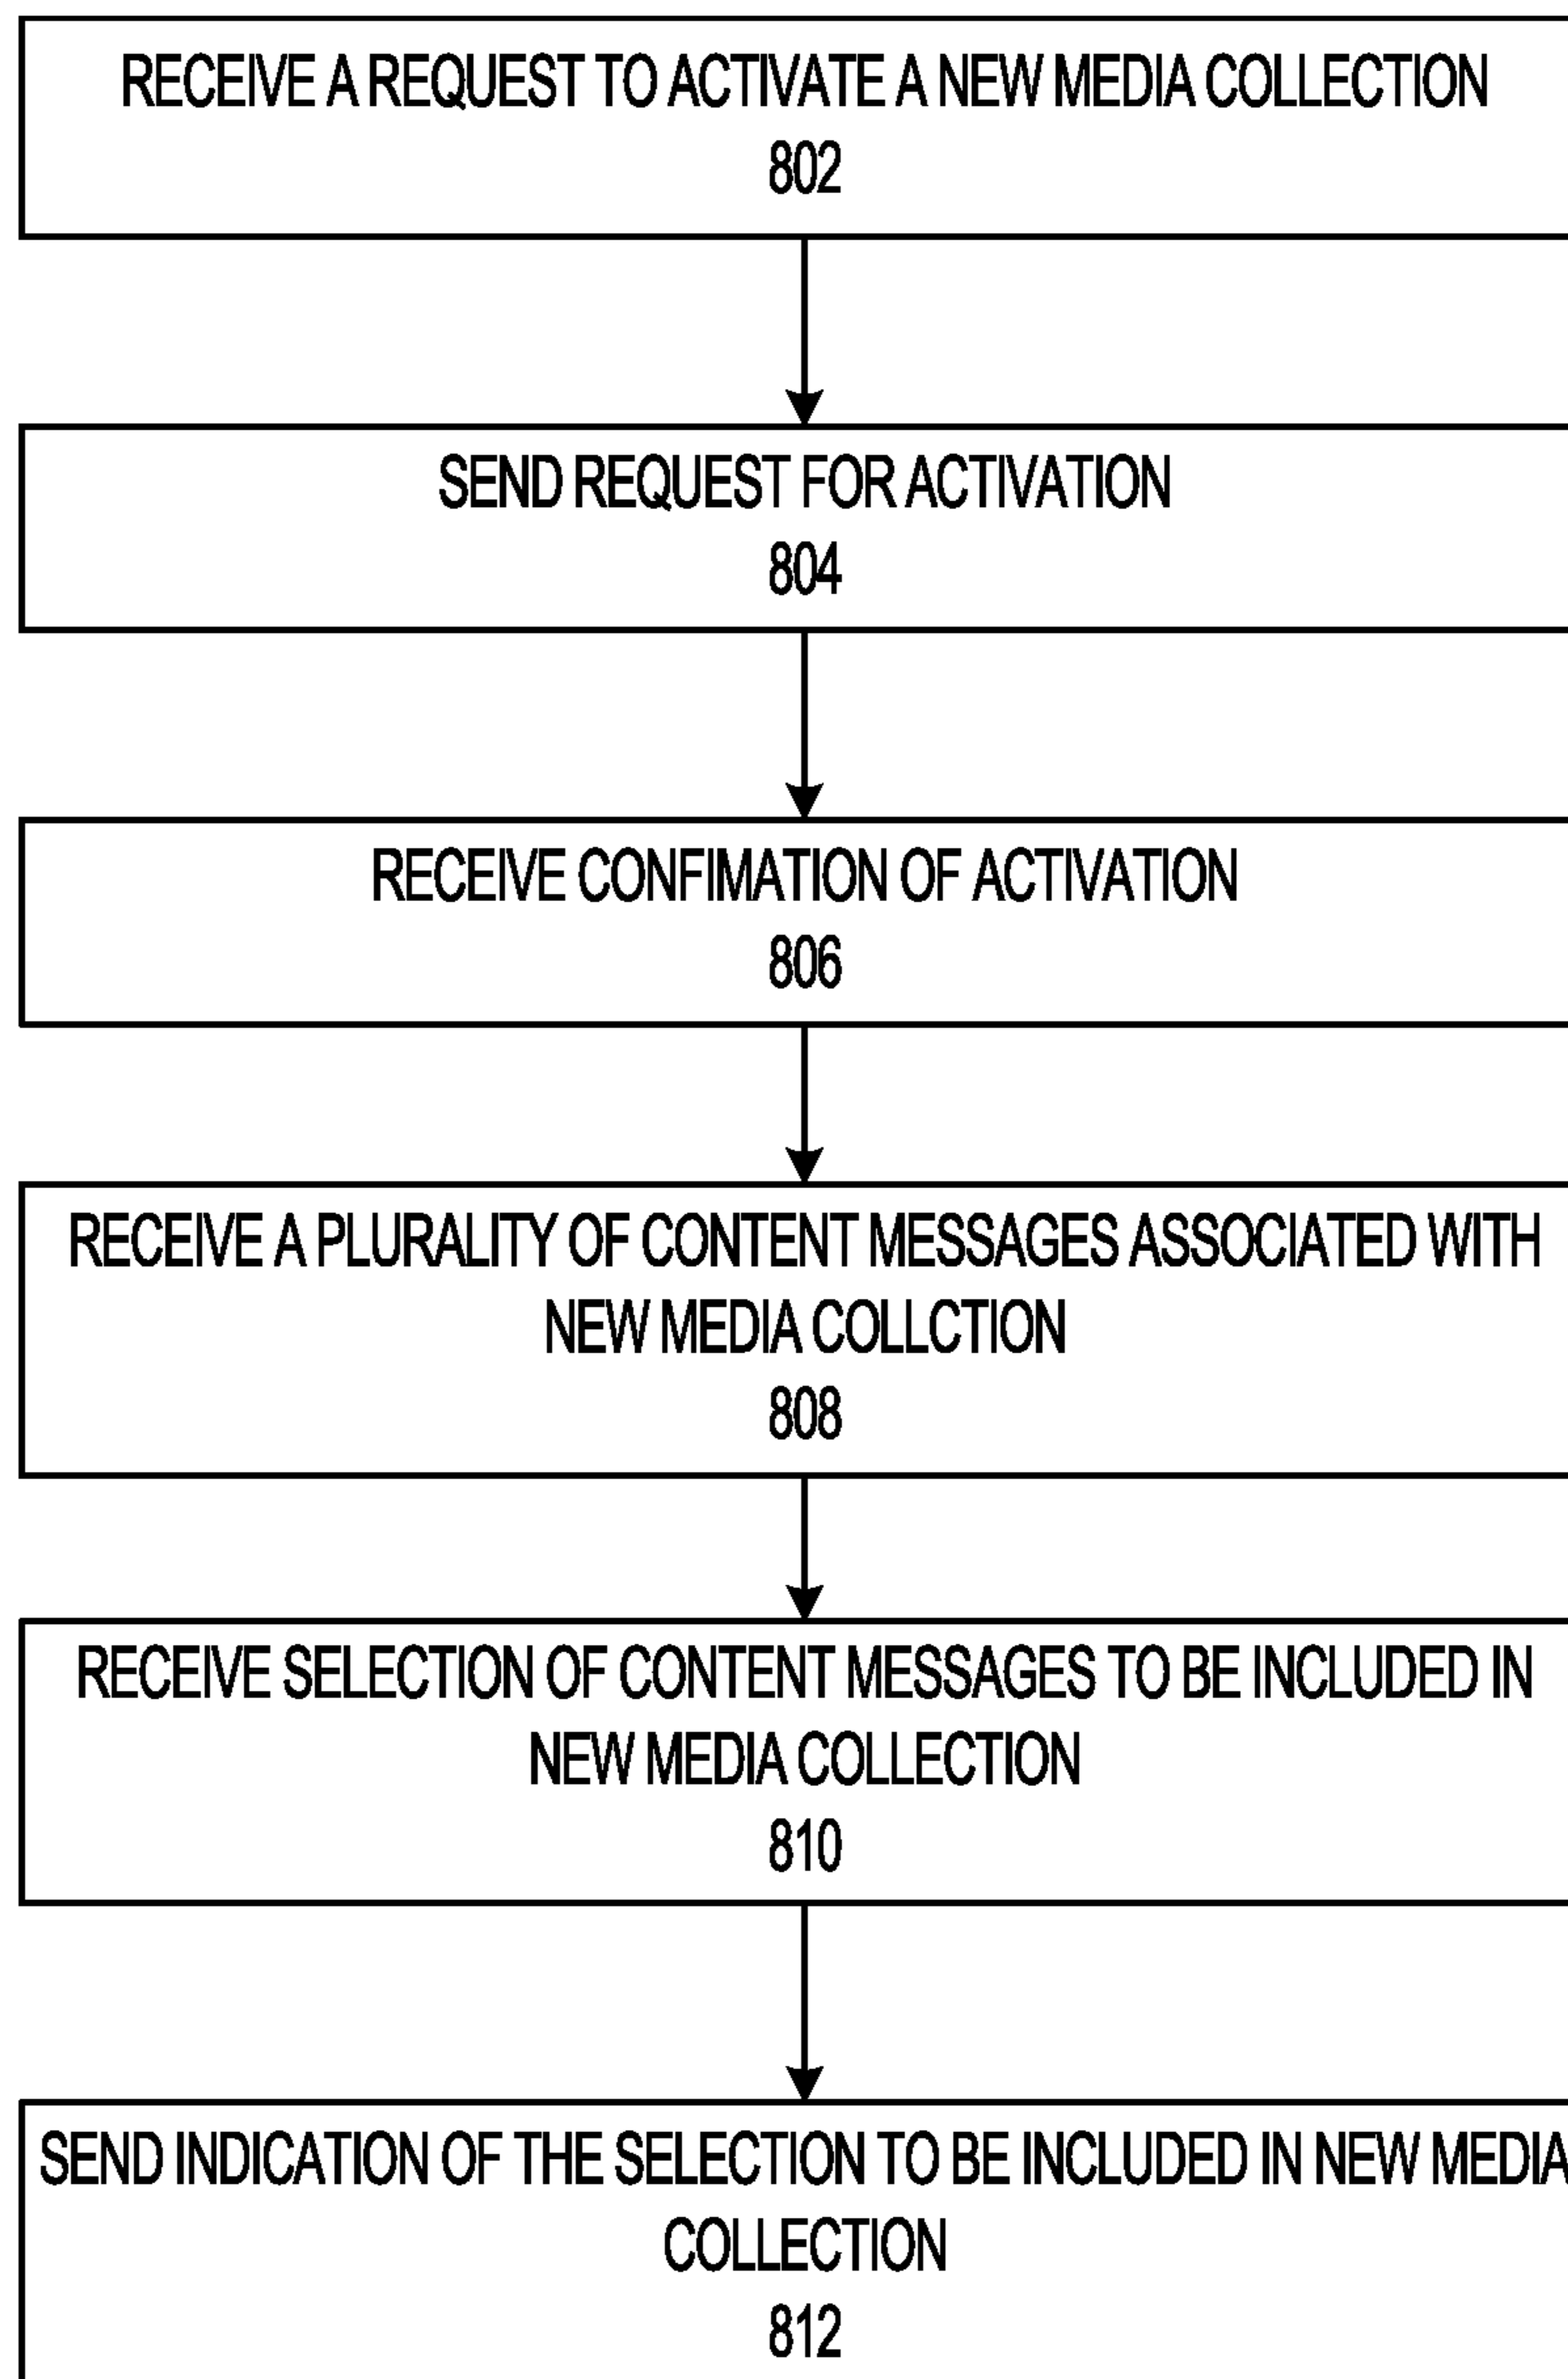 RECEIVE A REQUEST TO ACTIVATE A NEW MEDIA COLLECTION
802
SEND REQUEST FOR ACTIVATION
804
RECEIVE CONFIMATION OF ACTIVATION
806
RECEIVE A PLURALITY OF CONTENT MESSAGES ASSOCIATED WITH
NEW MEDIA COLLCTION
808
RECEIVE SELECTION OF CONTENT MESSAGES TO BE INCLUDED IN
NEW MEDIA COLLECTION
810
SEND INDICATION OF THE SELECTION TO BE INCLUDED IN NEW MEDIA
COLLECTION
812